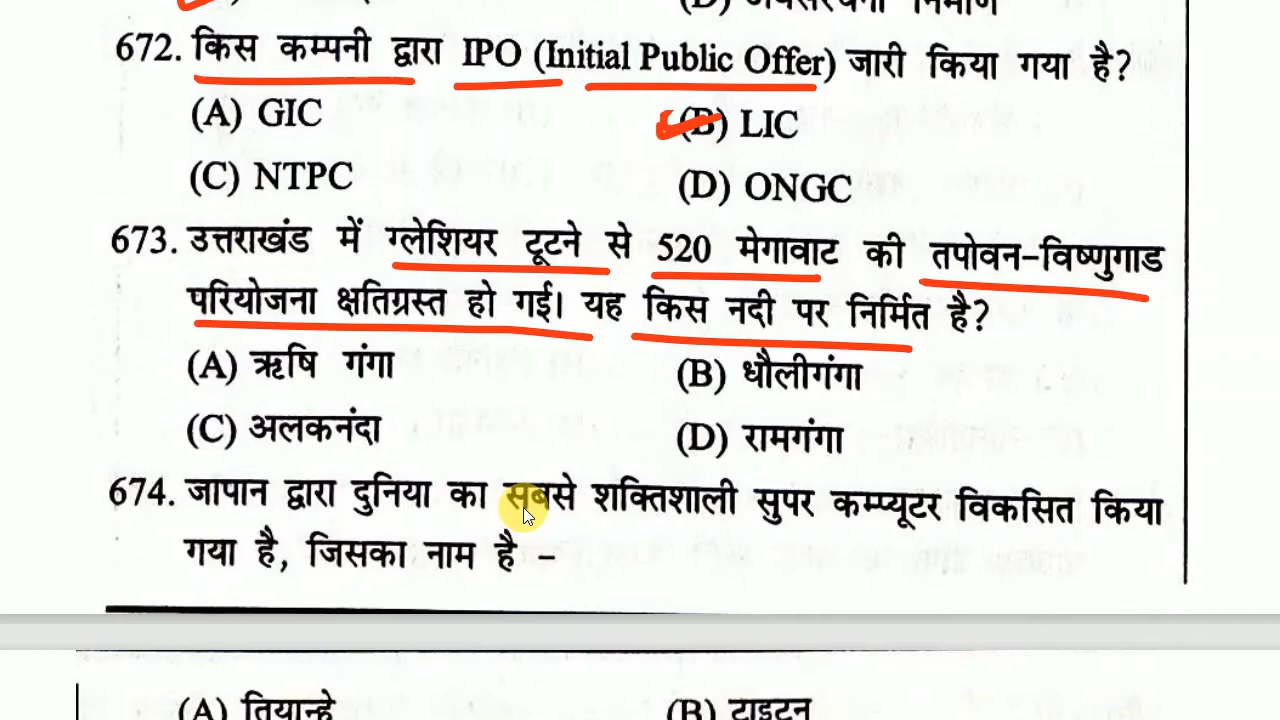 672. किस कम्पनी द्वारा IPO (Initial Public Offer) जारी किया गया है?
(A) GIC (B) LIC
(C) NTPC (D) ONGC
673. उत्तराखंड में ग्लेशियर टूटने से 520 मेगावाट की तपोवन-विष्णुगाड
परियोजना क्षतिग्रस्त हो गई। यह किस नदी पर निर्मित है?
(A) ऋषि गंगा (B) धौलीगंगा
(C) अलकनंदा (D) रामगंगा
674. जापान द्वारा दुनिया का सबसे शक्तिशाली सुपर कम्प्यूटर विकसित किया
गया है, जिसका नाम है –
(A) तियान्हे (B) टाइटन